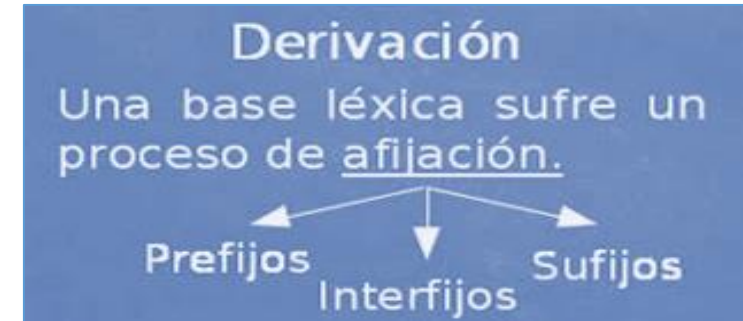 Derivación
Una base léxica sufre un
proceso de afijación.
Prefijos
Interfijos
Sufijos